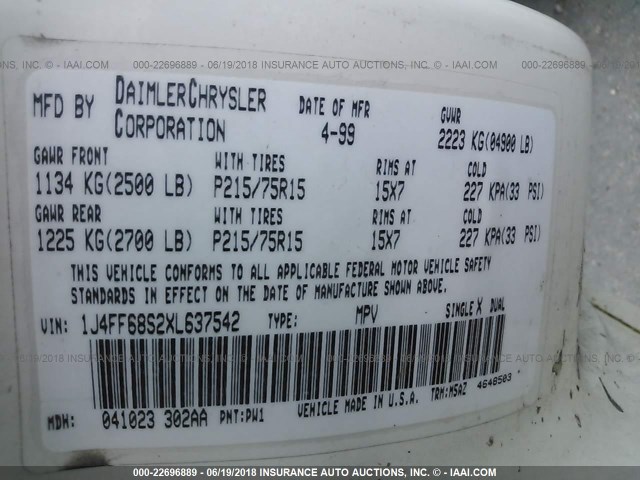 000-22696889 - 06/19/2018 INSURANCE AUTO AUCTIONS, INC. - © IAAI.COM
MFD BY DAIMLERCHRYSLER CORPORATION
DATE OF MFR 4-99
GVWR 2223 KG(04900 LB)
GAWR FRONT WITH TIRES RIMS AT COLD
1134 KG(2500 LB) P215/75R15 15X7 227 KPA(33 PSI)
GAWR REAR WITH TIRES RIMS AT COLD
1225 KG(2700 LB) P215/75R15 15X7 227 KPA(33 PSI)
THIS VEHICLE CONFORMS TO ALL APPLICABLE FEDERAL MOTOR VEHICLE SAFETY
STANDARDS IN EFFECT ON THE DATE OF MANUFACTURE SHOWN ABOVE.
VIN: 1J4FF68S2XL637542 TYPE: MPV SINGLE X DUAL
MDH: 041023 302AA PNT:PW1 VEHICLE MADE IN U.S.A. TRM:M5AZ 4648503
000-22696889 - 06/19/2018 INSURANCE AUTO AUCTIONS, INC. - © IAAI.COM